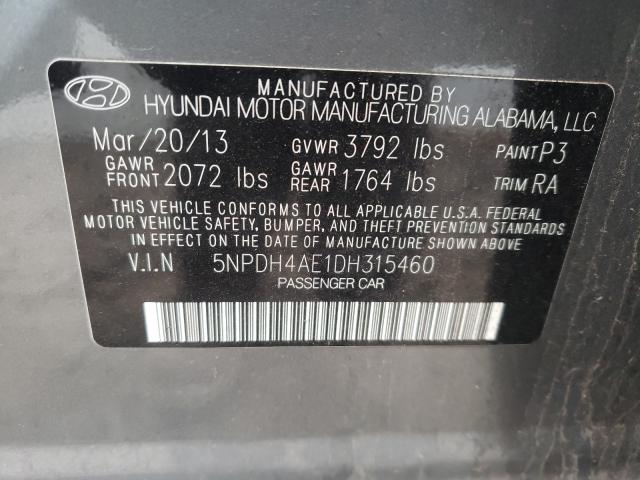 MANUFACTURED BY
HYUNDAI MOTOR MANUFACTURING ALABAMA, LLC
Mar/20/13 GVWR 3792 lbs PAINT P3
GAWR FRONT 2072 lbs GAWR REAR 1764 lbs TRIM RA
THIS VEHICLE CONFORMS TO ALL APPLICABLE U.S.A. FEDERAL
MOTOR VEHICLE SAFETY, BUMPER, AND THEFT PREVENTION STANDARDS
IN EFFECT ON THE DATE OF MANUFACTURE SHOWN ABOVE
V.I.N 5NPDH4AE1DH315460
PASSENGER CAR